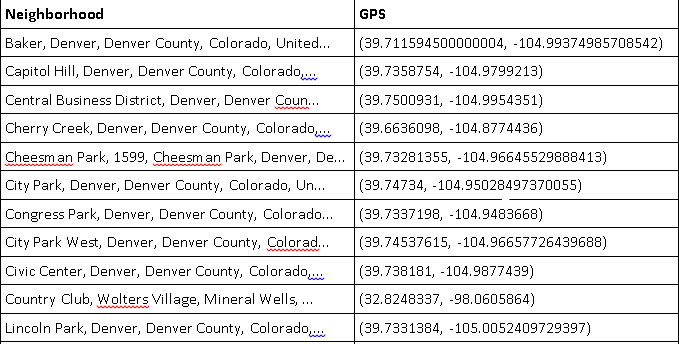 Neighborhood GPS
Baker, Denver, Denver County, Colorado, United... (39.711594500000004, -104.99374985708542)
Capitol Hill, Denver, Denver County, Colorado,... (39.7358754, -104.9799213)
Central Business District, Denver, Denver Coun... (39.7500931, -104.9954351)
Cherry Creek, Denver, Denver County, Colorado,... (39.6636098, -104.8774436)
Cheesman Park, 1599, Cheesman Park, Denver, De... (39.73281355, -104.96645529888413)
City Park, Denver, Denver County, Colorado, Un... (39.74734, -104.95028497370055)
Congress Park, Denver, Denver County, Colorado... (39.7337198, -104.9483668)
City Park West, Denver, Denver County, Colorad... (39.74537615, -104.96657726439688)
Civic Center, Denver, Denver County, Colorado,... (39.738181, -104.9877439)
Country Club, Wolters Village, Mineral Wells, ... (32.8248337, -98.0605864)
Lincoln Park, Denver, Denver County, Colorado,... (39.7331384, -105.0052409729397)